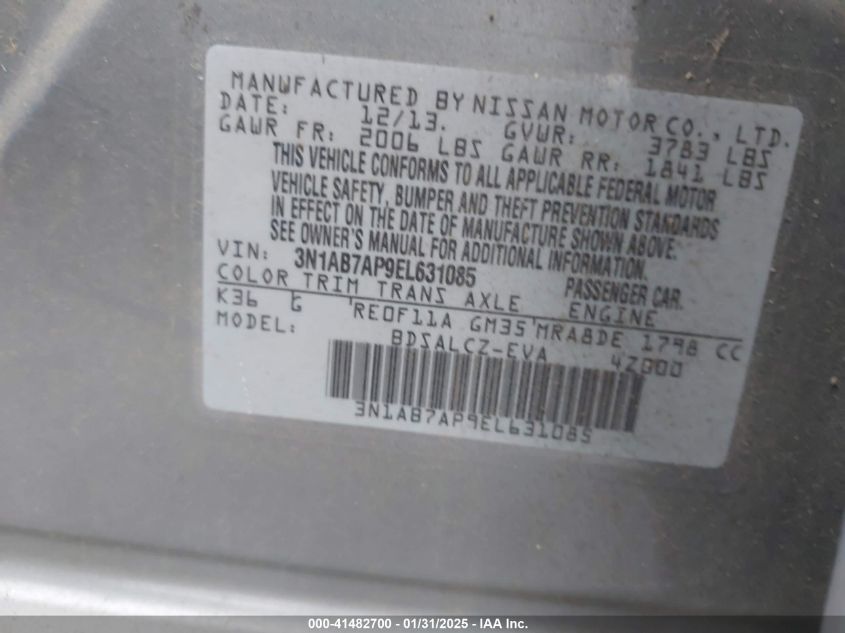 MANUFACTURED BY NISSAN MOTOR CO., LTD.
DATE: 12/13. GVWR: 3783 LBS
GAWR FR: 2006 LBS GAWR RR: 1841 LBS
THIS VEHICLE CONFORMS TO ALL APPLICABLE FEDERAL MOTOR
VEHICLE SAFETY, BUMPER AND THEFT PREVENTION STANDARDS
IN EFFECT ON THE DATE OF MANUFACTURE SHOWN ABOVE.
SEE OWNER'S MANUAL FOR ADDITIONAL INFORMATION.
VIN: 3N1AB7AP9EL631085 PASSENGER CAR.
COLOR TRIM TRANS AXLE ENGINE
K36 G RE0F11A GM35 MRA8DE 1798 CC
MODEL: BDSALCZ-EVA 4Z000
3N1AB7AP9EL631085
000-41482700 - 01/31/2025 - IAA Inc.